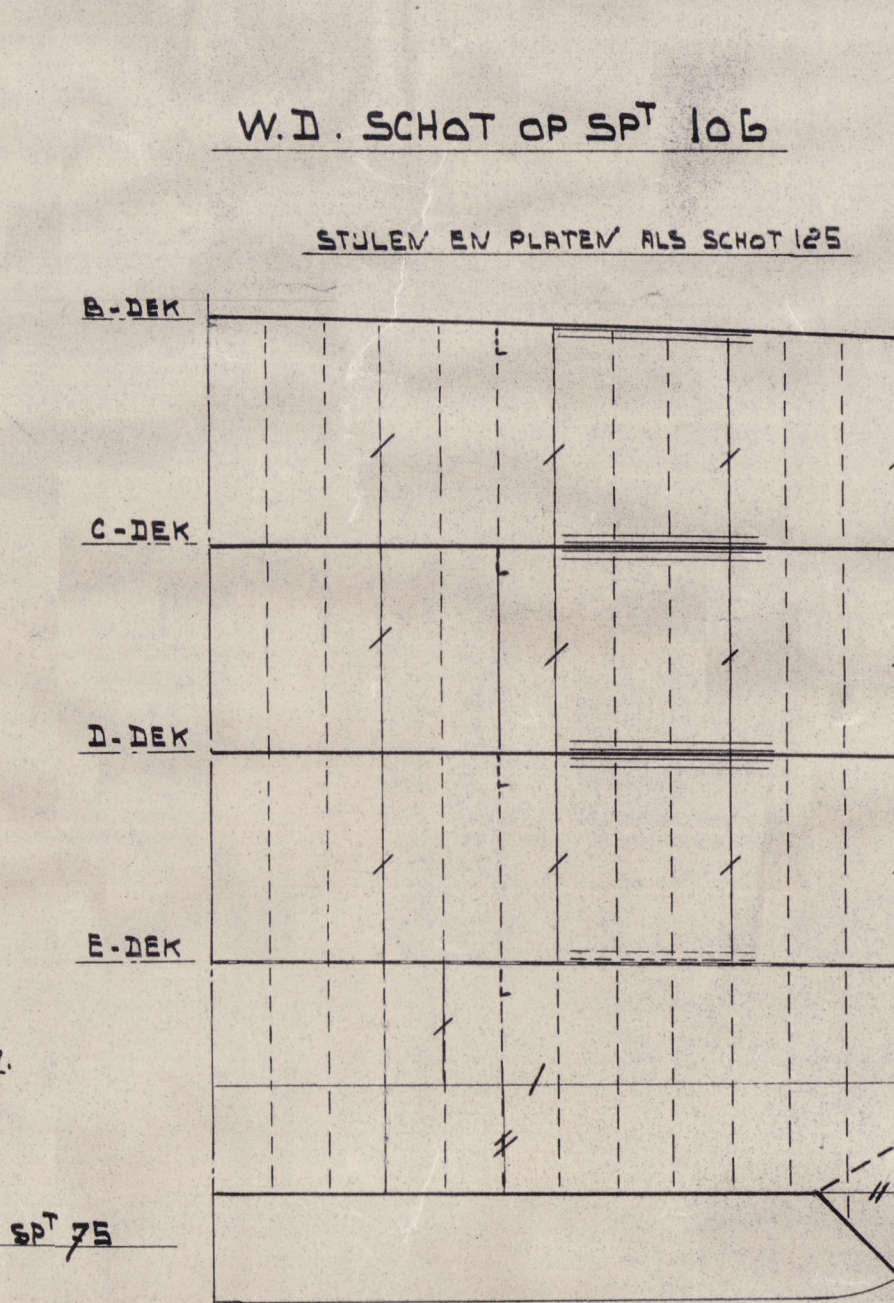 W.D. SCHOT OP SPT 106
STIJLEN EN PLATEN ALS SCHOT 125
B-DEK
C-DEK
D-DEK
E-DEK
SPT 75